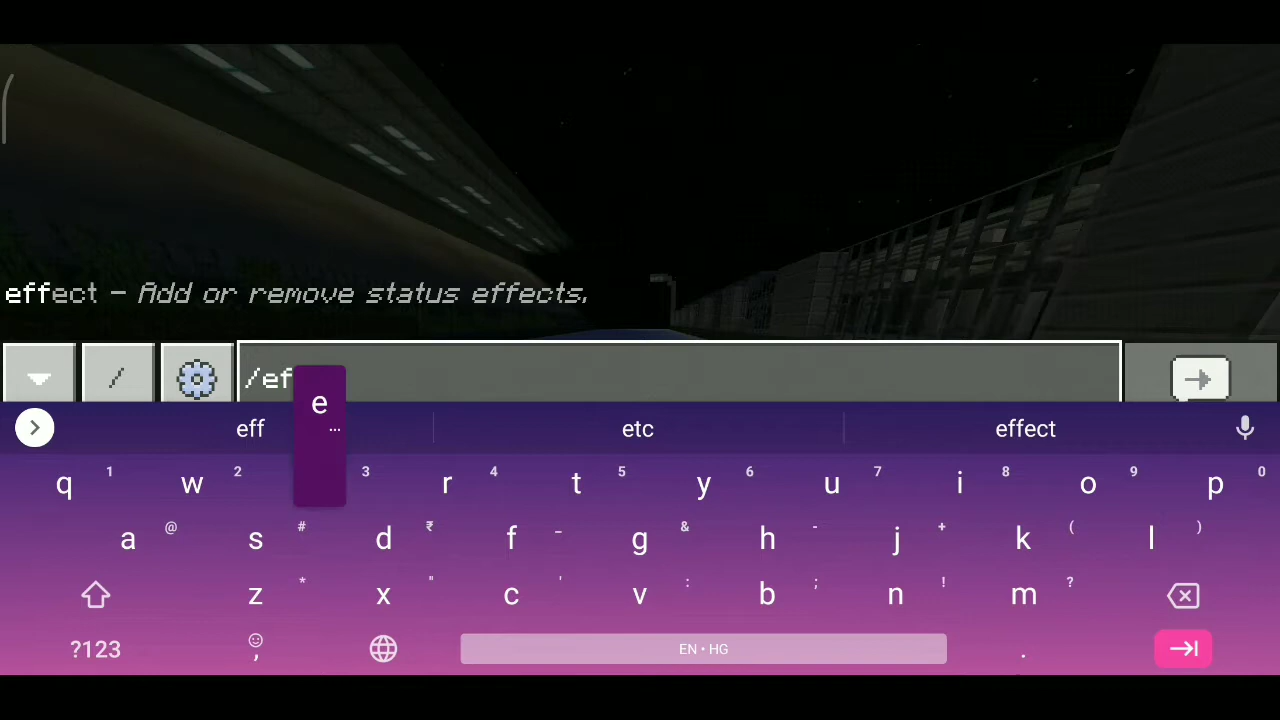 effect – Add or remove status effects.
/
/ef
e
...
eff etc effect
q 1 w 2 3 r 4 t 5 y 6 u 7 i 8 o 9 p 0
a @ s # d ₹ f _ g & h - j + k ( l )
z * x " c ' v : b ; n ! m ?
?123 , EN • HG .